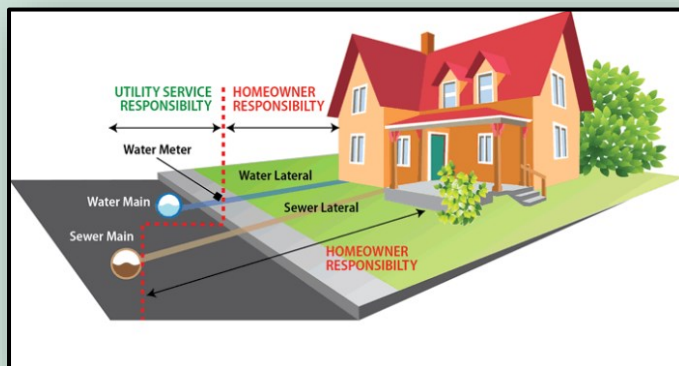 UTILITY SERVICE
RESPONSIBILTY
HOMEOWNER
RESPONSIBILTY
Water Meter
Water Lateral
Water Main
Sewer Lateral
Sewer Main
HOMEOWNER
RESPONSIBILTY